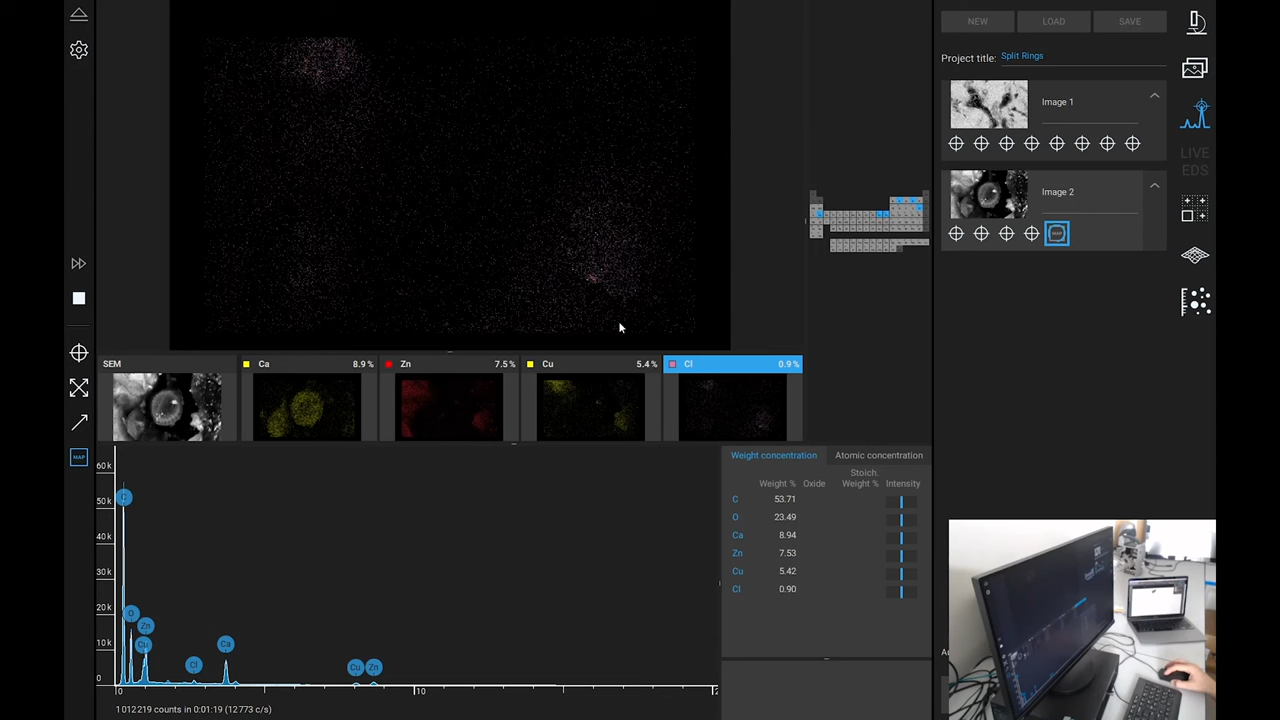 NEW LOAD SAVE
Project title: Split Rings
Image 1
LIVE
EDS
Image 2
MAP
SEM
Ca 8.9 %
Zn 7.5 %
Cu 5.4 %
Cl 0.9 %
MAP
60 k
50 k
40 k
30 k
20 k
10 k
0
C
O
Zn
Cu
Cl
Ca
Cu
Zn
0
10
1 012 219 counts in 0:01:19 (12 773 c/s)
Weight concentration Atomic concentration
Stoich.
Weight % Oxide Weight % Intensity
C 53.71
O 23.49
Ca 8.94
Zn 7.53
Cu 5.42
Cl 0.90